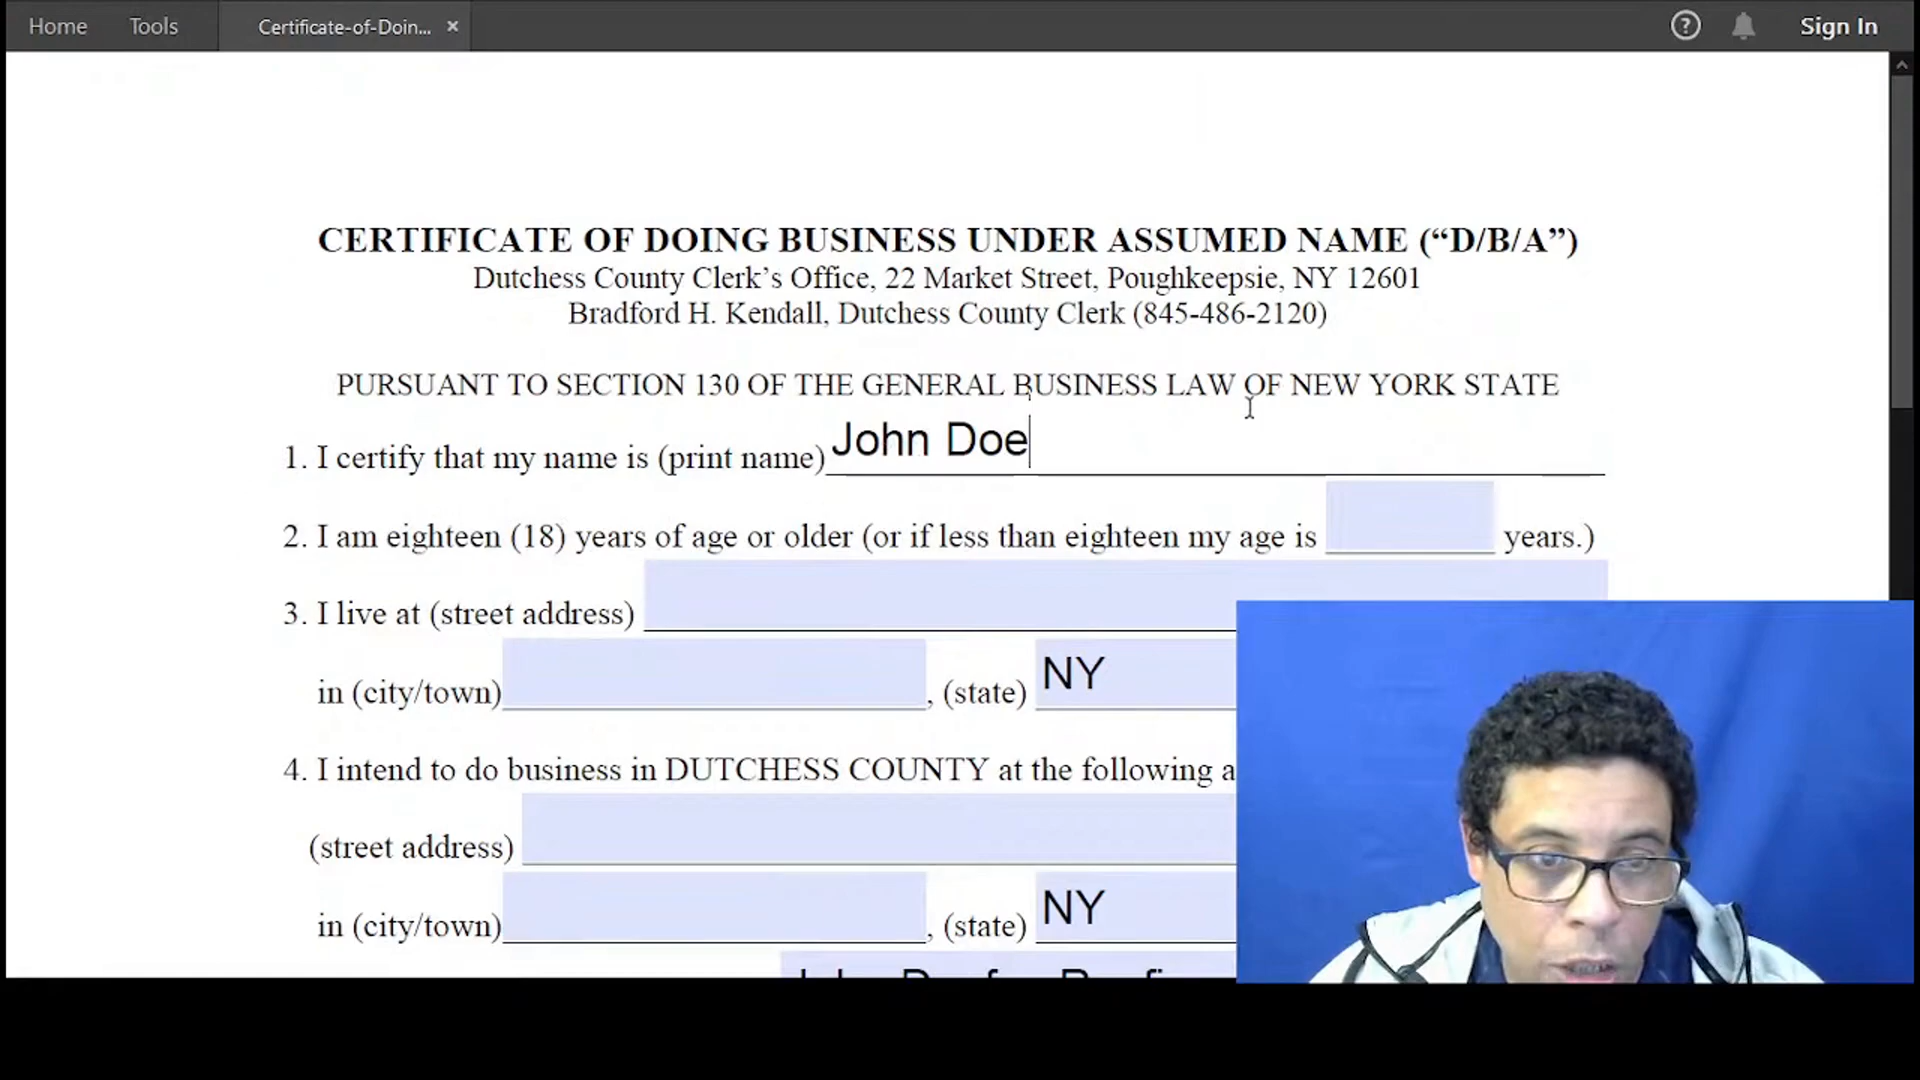 Home Tools Certificate-of-Doin... × ? Sign In
CERTIFICATE OF DOING BUSINESS UNDER ASSUMED NAME (“D/B/A”)
Dutchess County Clerk’s Office, 22 Market Street, Poughkeepsie, NY 12601
Bradford H. Kendall, Dutchess County Clerk (845-486-2120)
PURSUANT TO SECTION 130 OF THE GENERAL BUSINESS LAW OF NEW YORK STATE
1. I certify that my name is (print name) John Doe
2. I am eighteen (18) years of age or older (or if less than eighteen my age is years.)
3. I live at (street address)
in (city/town) , (state) NY
4. I intend to do business in DUTCHESS COUNTY at the following a
(street address)
in (city/town) , (state) NY